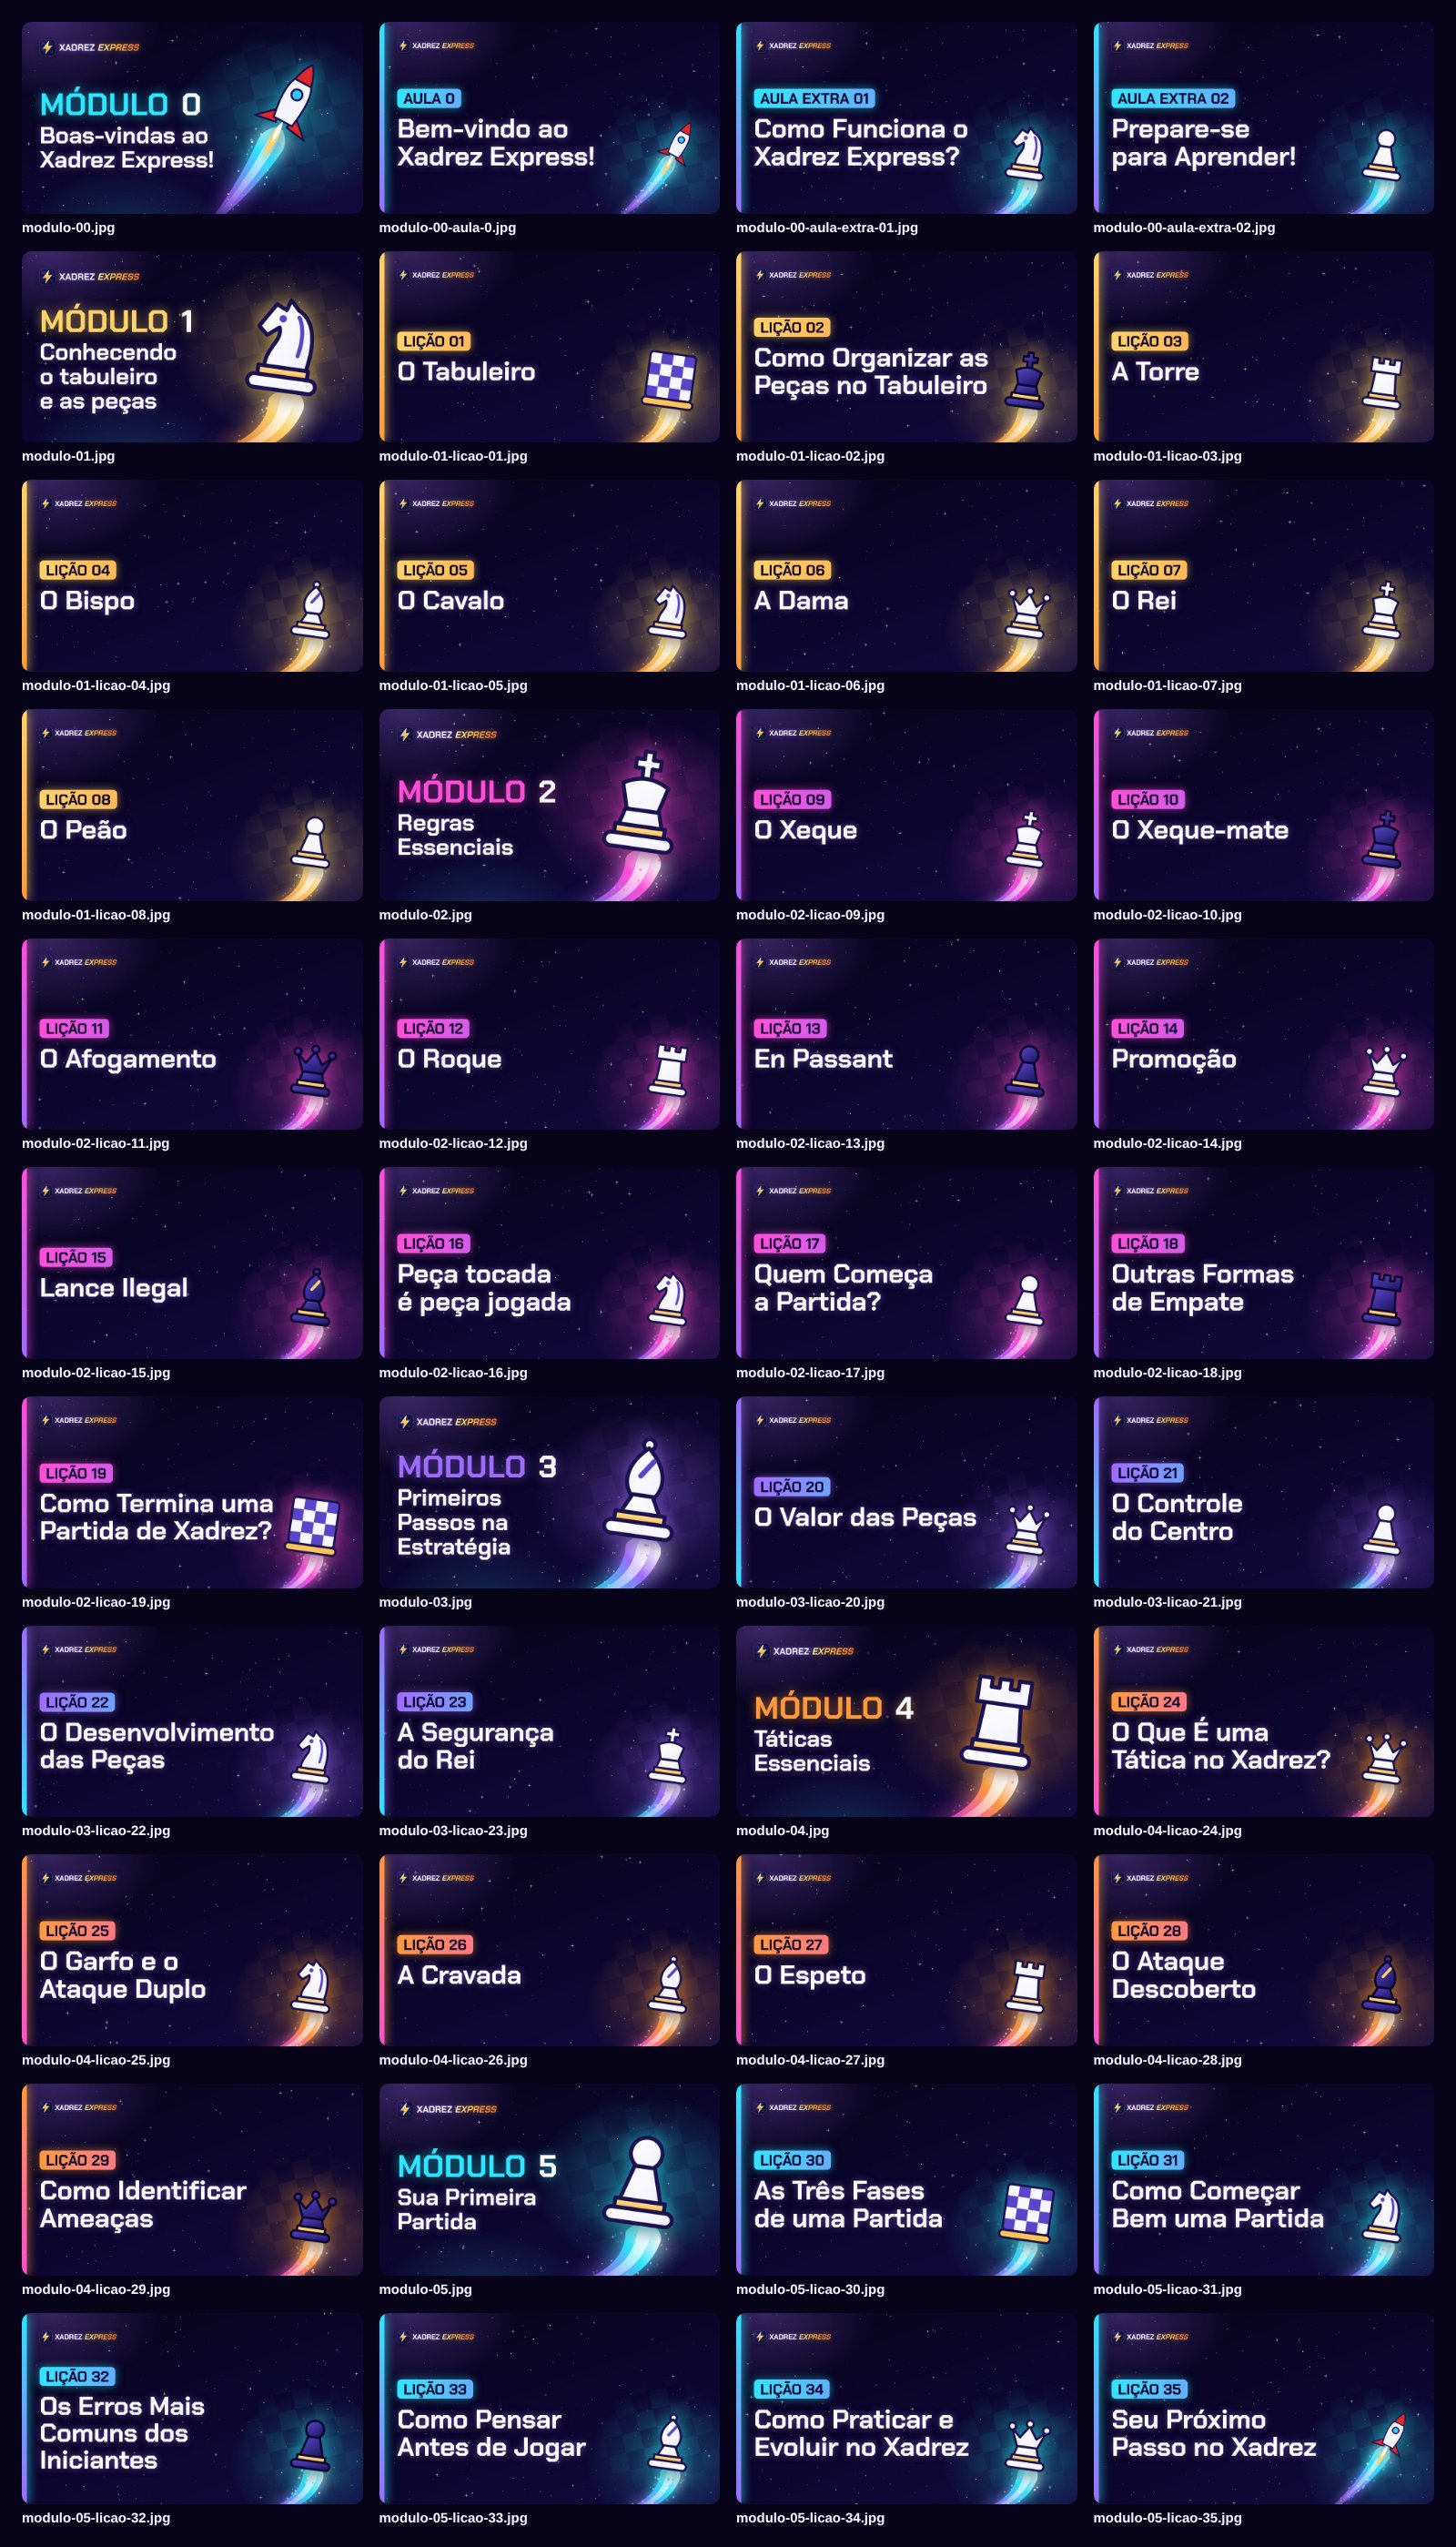 XADREZ EXPRESS
MÓDULO 0
Boas-vindas ao
Xadrez Express!
modulo-00.jpg
XADREZ EXPRESS
AULA 0
Bem-vindo ao
Xadrez Express!
modulo-00-aula-0.jpg
XADREZ EXPRESS
AULA EXTRA 01
Como Funciona o
Xadrez Express?
modulo-00-aula-extra-01.jpg
XADREZ EXPRESS
AULA EXTRA 02
Prepare-se
para Aprender!
modulo-00-aula-extra-02.jpg
XADREZ EXPRESS
MÓDULO 1
Conhecendo
o tabuleiro
e as peças
modulo-01.jpg
XADREZ EXPRESS
LIÇÃO 01
O Tabuleiro
modulo-01-licao-01.jpg
XADREZ EXPRESS
LIÇÃO 02
Como Organizar as
Peças no Tabuleiro
modulo-01-licao-02.jpg
XADREZ EXPRESS
LIÇÃO 03
A Torre
modulo-01-licao-03.jpg
XADREZ EXPRESS
LIÇÃO 04
O Bispo
modulo-01-licao-04.jpg
XADREZ EXPRESS
LIÇÃO 05
O Cavalo
modulo-01-licao-05.jpg
XADREZ EXPRESS
LIÇÃO 06
A Dama
modulo-01-licao-06.jpg
XADREZ EXPRESS
LIÇÃO 07
O Rei
modulo-01-licao-07.jpg
XADREZ EXPRESS
LIÇÃO 08
O Peão
modulo-01-licao-08.jpg
XADREZ EXPRESS
MÓDULO 2
Regras
Essenciais
modulo-02.jpg
XADREZ EXPRESS
LIÇÃO 09
O Xeque
modulo-02-licao-09.jpg
XADREZ EXPRESS
LIÇÃO 10
O Xeque-mate
modulo-02-licao-10.jpg
XADREZ EXPRESS
LIÇÃO 11
O Afogamento
modulo-02-licao-11.jpg
XADREZ EXPRESS
LIÇÃO 12
O Roque
modulo-02-licao-12.jpg
XADREZ EXPRESS
LIÇÃO 13
En Passant
modulo-02-licao-13.jpg
XADREZ EXPRESS
LIÇÃO 14
Promoção
modulo-02-licao-14.jpg
XADREZ EXPRESS
LIÇÃO 15
Lance Ilegal
modulo-02-licao-15.jpg
XADREZ EXPRESS
LIÇÃO 16
Peça tocada
é peça jogada
modulo-02-licao-16.jpg
XADREZ EXPRESS
LIÇÃO 17
Quem Começa
a Partida?
modulo-02-licao-17.jpg
XADREZ EXPRESS
LIÇÃO 18
Outras Formas
de Empate
modulo-02-licao-18.jpg
XADREZ EXPRESS
LIÇÃO 19
Como Termina uma
Partida de Xadrez?
modulo-02-licao-19.jpg
XADREZ EXPRESS
MÓDULO 3
Primeiros
Passos na
Estratégia
modulo-03.jpg
XADREZ EXPRESS
LIÇÃO 20
O Valor das Peças
modulo-03-licao-20.jpg
XADREZ EXPRESS
LIÇÃO 21
O Controle
do Centro
modulo-03-licao-21.jpg
XADREZ EXPRESS
LIÇÃO 22
O Desenvolvimento
das Peças
modulo-03-licao-22.jpg
XADREZ EXPRESS
LIÇÃO 23
A Segurança
do Rei
modulo-03-licao-23.jpg
XADREZ EXPRESS
MÓDULO 4
Táticas
Essenciais
modulo-04.jpg
XADREZ EXPRESS
LIÇÃO 24
O Que É uma
Tática no Xadrez?
modulo-04-licao-24.jpg
XADREZ EXPRESS
LIÇÃO 25
O Garfo e o
Ataque Duplo
modulo-04-licao-25.jpg
XADREZ EXPRESS
LIÇÃO 26
A Cravada
modulo-04-licao-26.jpg
XADREZ EXPRESS
LIÇÃO 27
O Espeto
modulo-04-licao-27.jpg
XADREZ EXPRESS
LIÇÃO 28
O Ataque
Descoberto
modulo-04-licao-28.jpg
XADREZ EXPRESS
LIÇÃO 29
Como Identificar
Ameaças
modulo-04-licao-29.jpg
XADREZ EXPRESS
MÓDULO 5
Sua Primeira
Partida
modulo-05.jpg
XADREZ EXPRESS
LIÇÃO 30
As Três Fases
de uma Partida
modulo-05-licao-30.jpg
XADREZ EXPRESS
LIÇÃO 31
Como Começar
Bem uma Partida
modulo-05-licao-31.jpg
XADREZ EXPRESS
LIÇÃO 32
Os Erros Mais
Comuns dos
Iniciantes
modulo-05-licao-32.jpg
XADREZ EXPRESS
LIÇÃO 33
Como Pensar
Antes de Jogar
modulo-05-licao-33.jpg
XADREZ EXPRESS
LIÇÃO 34
Como Praticar e
Evoluir no Xadrez
modulo-05-licao-34.jpg
XADREZ EXPRESS
LIÇÃO 35
Seu Próximo
Passo no Xadrez
modulo-05-licao-35.jpg